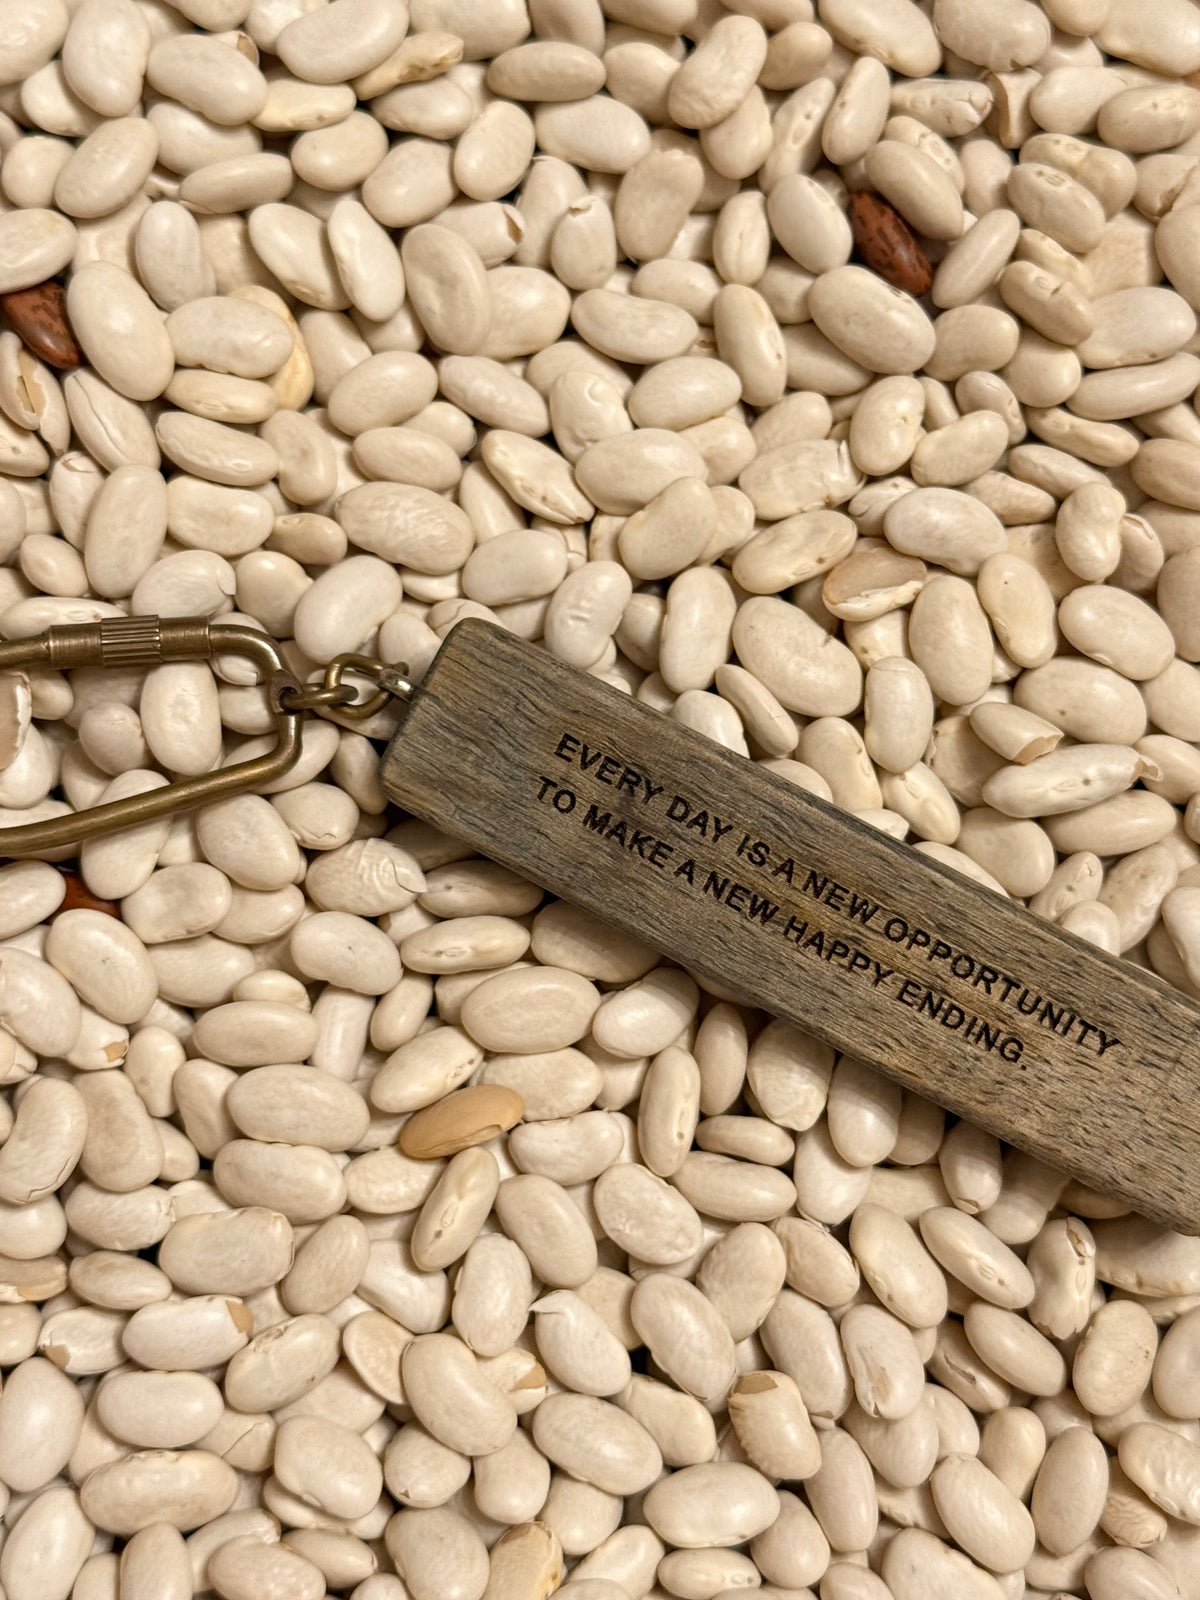 EVERY DAY IS A NEW OPPORTUNITY
TO MAKE A NEW HAPPY ENDING.